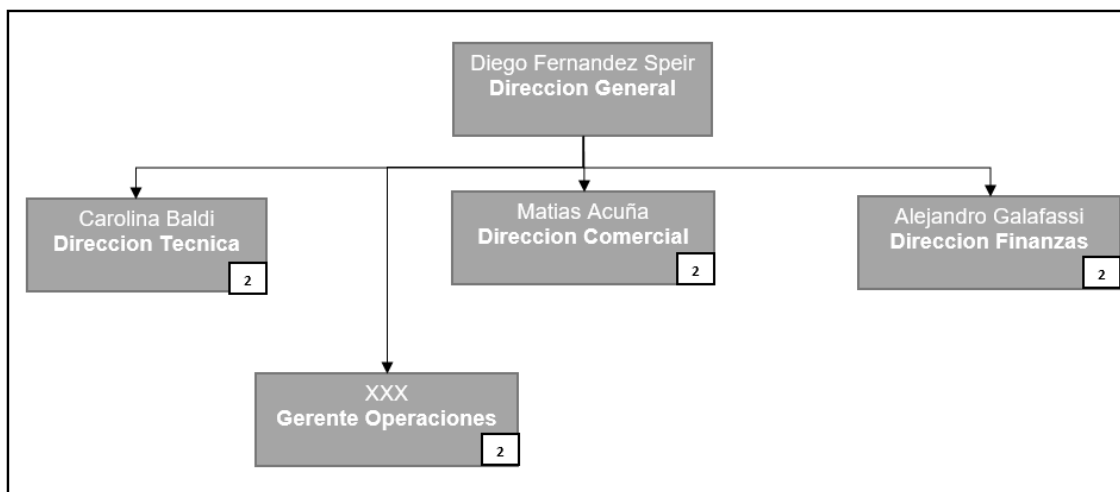 Diego Fernandez Speir
Direccion General
Carolina Baldi
Direccion Tecnica
2
Matias Acuña
Direccion Comercial
2
Alejandro Galafassi
Direccion Finanzas
2
XXX
Gerente Operaciones
2